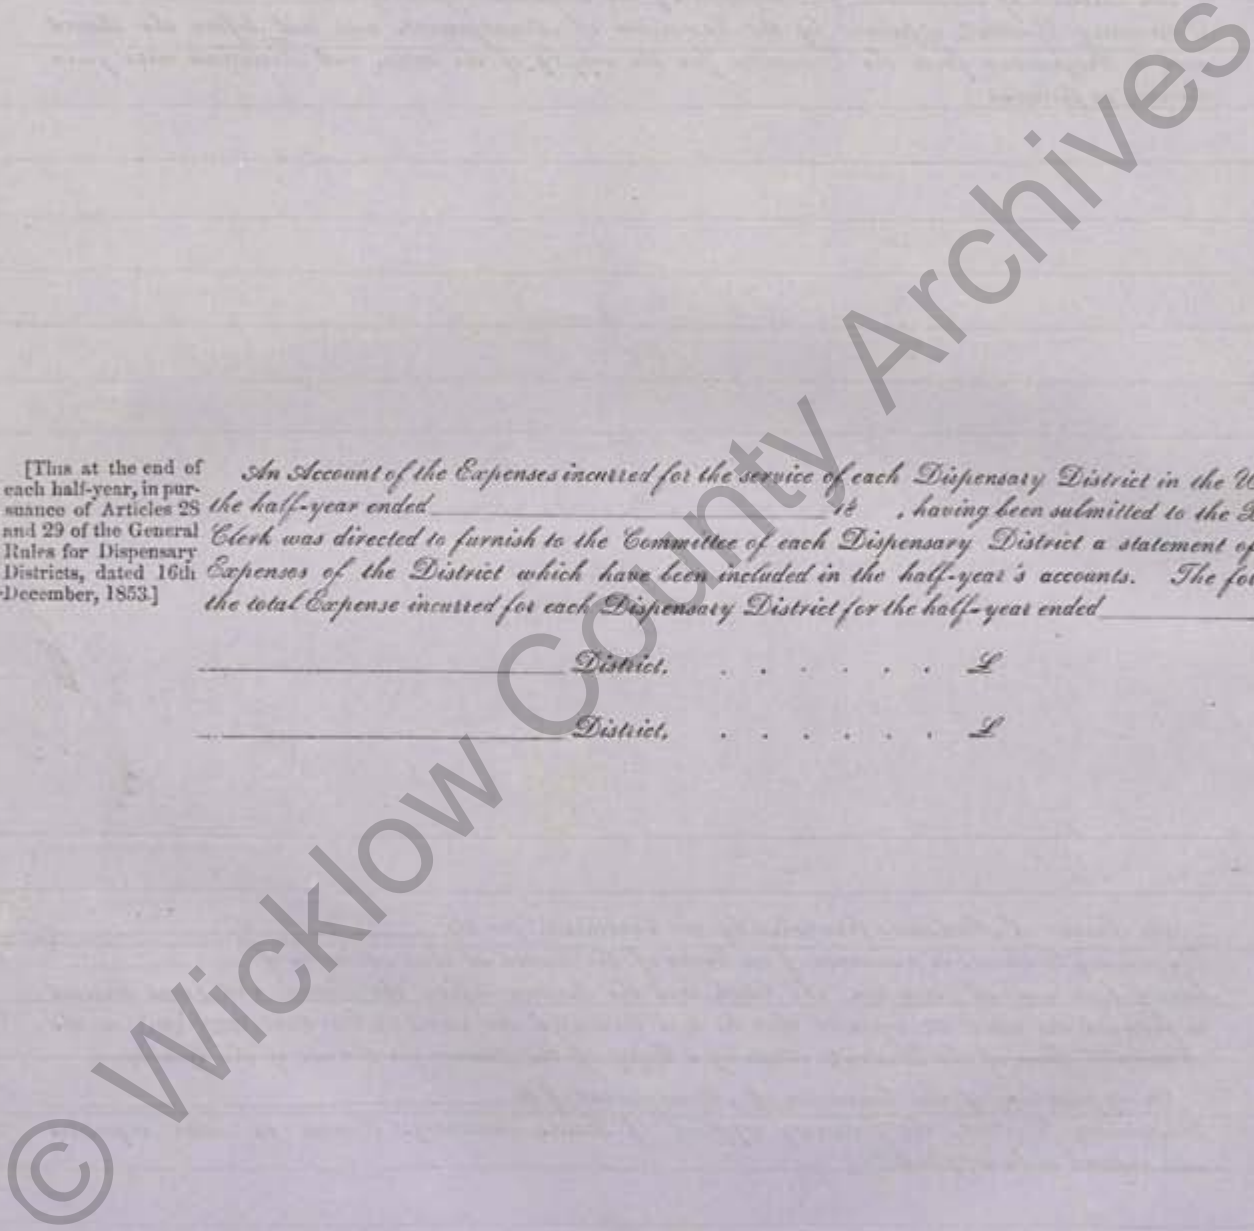 [This at the end of
each half-year, in pur-
suance of Articles 28
and 29 of the General
Rules for Dispensary
Districts, dated 16th
December, 1853.]
An Account of the Expenses incurred for the service of each Dispensary District in the U
the half-year ended 18 , having been submitted to the B
Clerk was directed to furnish to the Committee of each Dispensary District a statement of
Expenses of the District which have been included in the half-year's accounts. The fol
the total Expense incurred for each Dispensary District for the half-year ended
District. . . . . . . £
District. . . . . . . £
© Wicklow County Archives